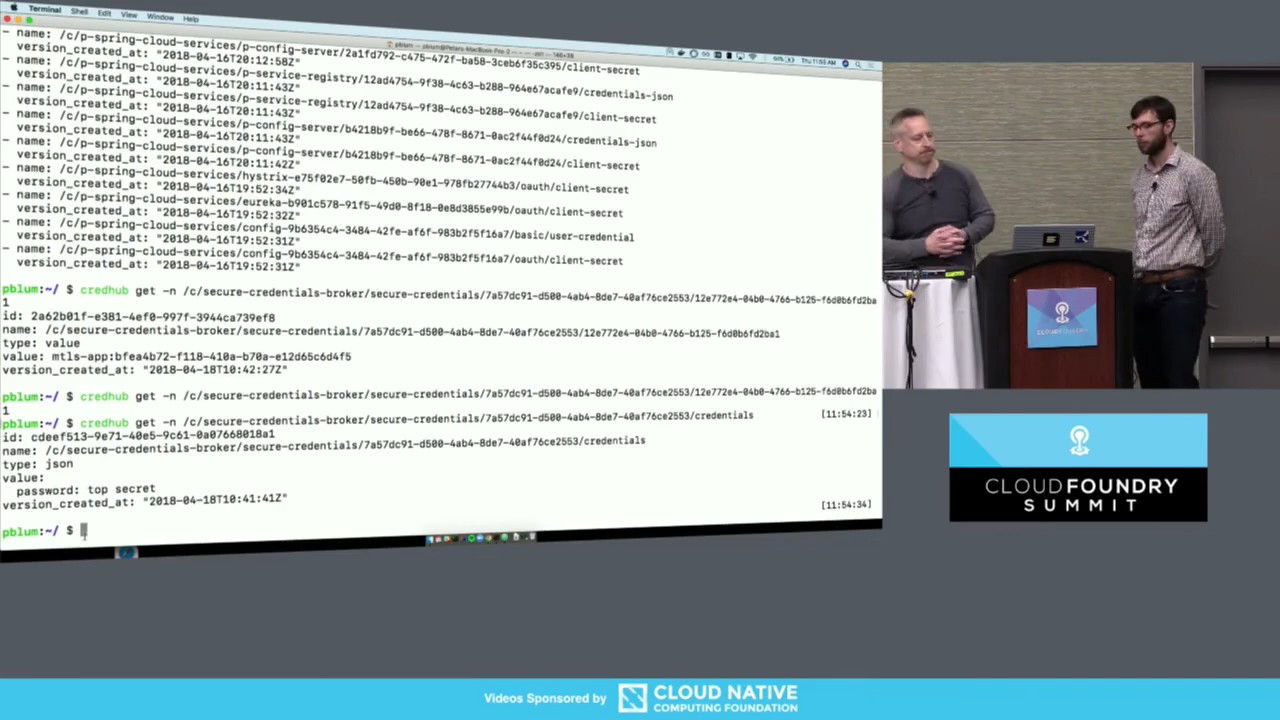 Terminal Shell Edit View Window Help
Thu 11:55 AM
- name: /c/p-spring-cloud-services/p-config-server/2a1fd792-c475-472f-ba58-3ceb6f35c395/client-secret
version_created_at: "2018-04-16T20:12:58Z"
- name: /c/p-spring-cloud-services/p-service-registry/12ad4754-9f38-4c63-b288-964e67acafe9/credentials-json
version_created_at: "2018-04-16T20:11:43Z"
- name: /c/p-spring-cloud-services/p-service-registry/12ad4754-9f38-4c63-b288-964e67acafe9/client-secret
version_created_at: "2018-04-16T20:11:43Z"
- name: /c/p-spring-cloud-services/p-config-server/b4218b9f-be66-478f-8671-0ac2f44f0d24/credentials-json
version_created_at: "2018-04-16T20:11:43Z"
- name: /c/p-spring-cloud-services/p-config-server/b4218b9f-be66-478f-8671-0ac2f44f0d24/client-secret
version_created_at: "2018-04-16T20:11:42Z"
- name: /c/p-spring-cloud-services/hystrix-e75f02e7-50fb-450b-90e1-978fb27744b3/oauth/client-secret
version_created_at: "2018-04-16T19:52:34Z"
- name: /c/p-spring-cloud-services/eureka-b901c578-91f5-49d0-8f18-0e8d3855e99b/oauth/client-secret
version_created_at: "2018-04-16T19:52:32Z"
- name: /c/p-spring-cloud-services/config-9b6354c4-3484-42fe-af6f-983b2f5f16a7/basic/user-credential
version_created_at: "2018-04-16T19:52:31Z"
- name: /c/p-spring-cloud-services/config-9b6354c4-3484-42fe-af6f-983b2f5f16a7/oauth/client-secret
version_created_at: "2018-04-16T19:52:31Z"
pblum:~/ $ credhub get -n /c/secure-credentials-broker/secure-credentials/7a57dc91-d500-4ab4-8de7-40af76ce2553/12e772e4-04b0-4766-b125-f6d0b6fd2ba
1
id: 2a62b01f-e381-4ef0-997f-3944ca739ef8
name: /c/secure-credentials-broker/secure-credentials/7a57dc91-d500-4ab4-8de7-40af76ce2553/12e772e4-04b0-4766-b125-f6d0b6fd2ba1
type: value
value: mtls-app:bfea4b72-f118-410a-b70a-e12d65c6d4f5
version_created_at: "2018-04-18T10:42:27Z"
pblum:~/ $ credhub get -n /c/secure-credentials-broker/secure-credentials/7a57dc91-d500-4ab4-8de7-40af76ce2553/12e772e4-04b0-4766-b125-f6d0b6fd2ba
1
pblum:~/ $ credhub get -n /c/secure-credentials-broker/secure-credentials/7a57dc91-d500-4ab4-8de7-40af76ce2553/credentials [11:54:23]
id: cdeef513-9e71-40e5-9c61-0a07668018a1
name: /c/secure-credentials-broker/secure-credentials/7a57dc91-d500-4ab4-8de7-40af76ce2553/credentials
type: json
value:
password: top secret
version_created_at: "2018-04-18T10:41:41Z"
pblum:~/ $ [11:54:34]
CLOUD FOUNDRY
CLOUD FOUNDRY
SUMMIT
Videos Sponsored by
CLOUD NATIVE
COMPUTING FOUNDATION